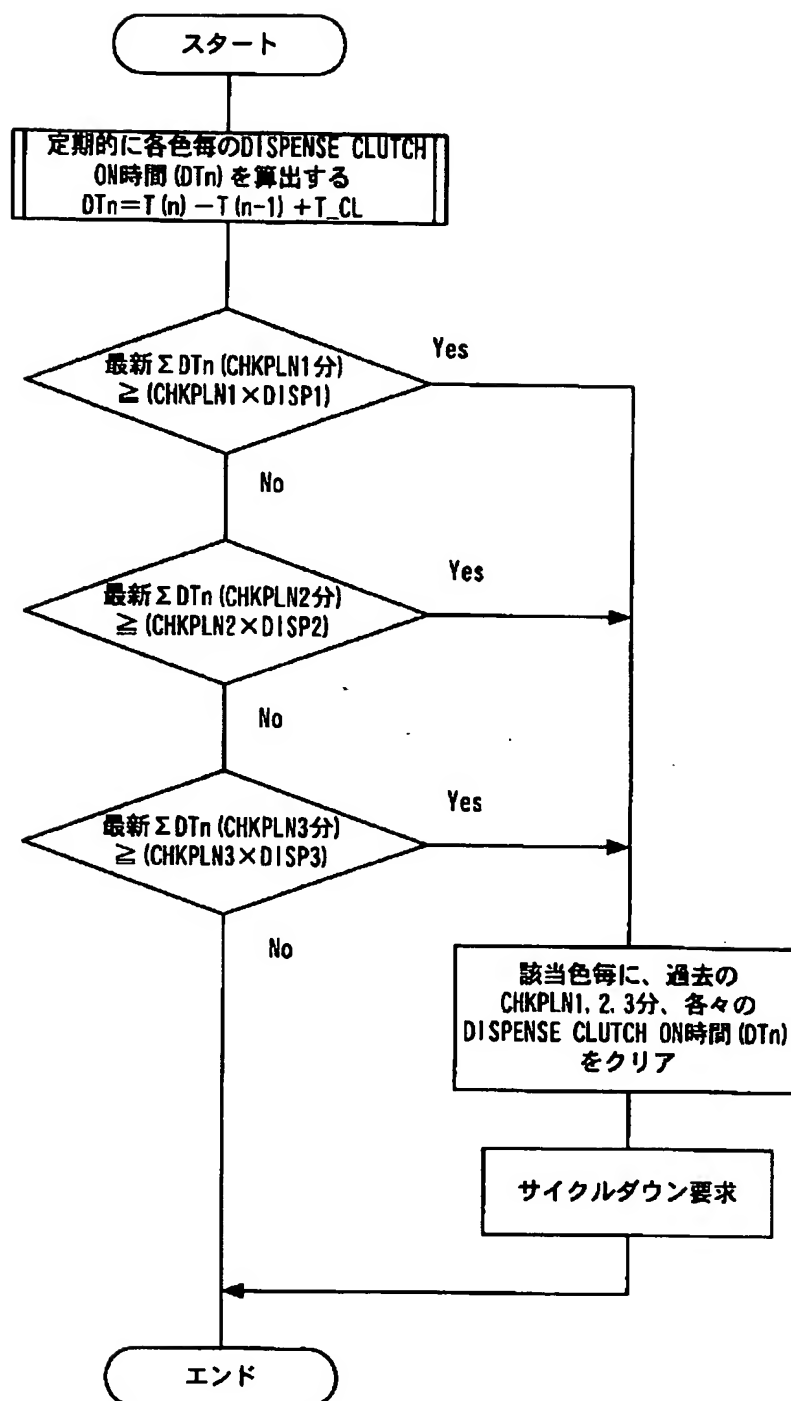 スタート
定期的に各色毎のDISPENSE CLUTCH
ON時間(DTn)を算出する
DTn=T(n)-T(n-1)+T_CL
最新ΣDTn(CHKPLN1分)
≧(CHKPLN1×DISP1)
Yes
No
最新ΣDTn(CHKPLN2分)
≧(CHKPLN2×DISP2)
Yes
No
最新ΣDTn(CHKPLN3分)
≧(CHKPLN3×DISP3)
Yes
No
該当色毎に、過去の
CHKPLN1,2,3分、各々の
DISPENSE CLUTCH ON時間(DTn)
をクリア
サイクルダウン要求
エンド